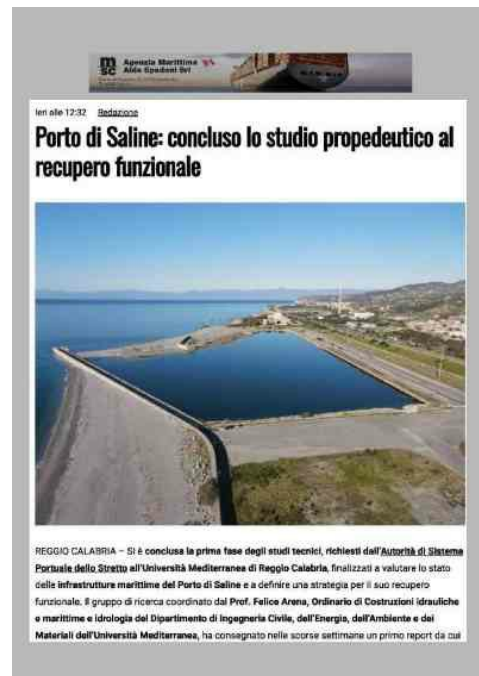 msc Agenzia Marittima
Aldo Spadoni Srl
Ieri alle 12:32 Redazione
Porto di Saline: concluso lo studio propedeutico al
recupero funzionale
REGGIO CALABRIA – Si è conclusa la prima fase degli studi tecnici, richiesti dall'Autorità di Sistema
Portuale dello Stretto all'Università Mediterranea di Reggio Calabria, finalizzati a valutare lo stato
delle infrastrutture marittime del Porto di Saline e a definire una strategia per il suo recupero
funzionale. Il gruppo di ricerca coordinato dal Prof. Felice Arena, Ordinario di Costruzioni idrauliche
e marittime e idrologia del Dipartimento di Ingegneria Civile, dell'Energia, dell'Ambiente e dei
Materiali dell'Università Mediterranea, ha consegnato nelle scorse settimane un primo report da cui